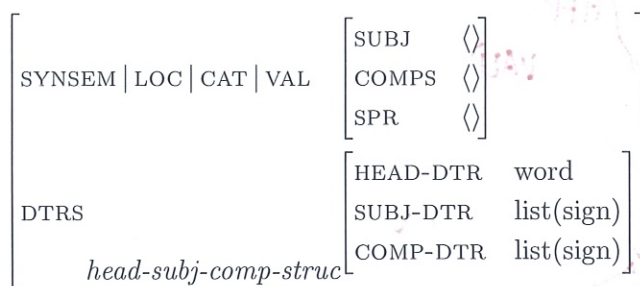 SUBJ ⟨⟩
SYNSEM | LOC | CAT | VAL COMPS ⟨⟩
SPR ⟨⟩
HEAD-DTR word
DTRS SUBJ-DTR list(sign)
COMP-DTR list(sign)
head-subj-comp-struc